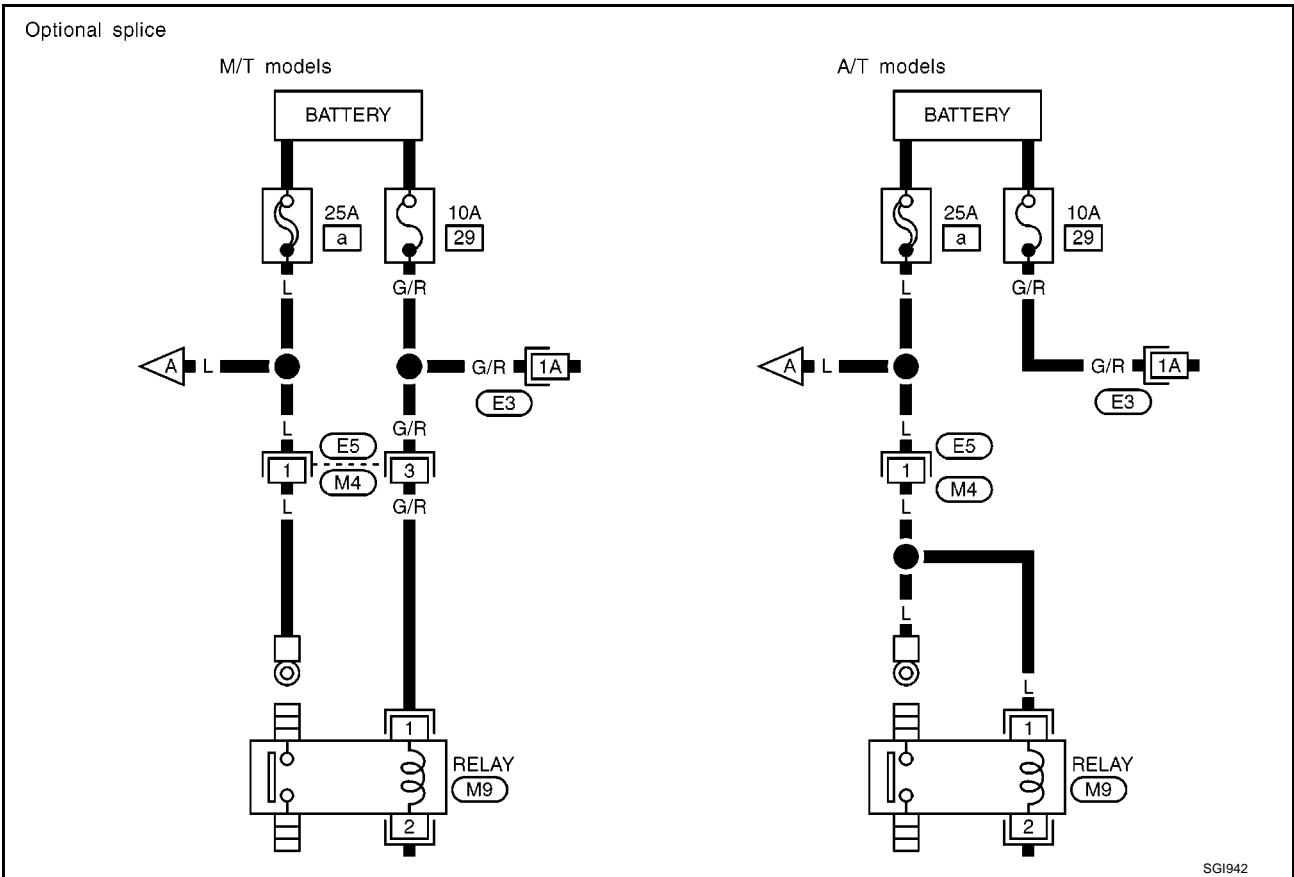 Optional splice
M/T models
A/T models
BATTERY
BATTERY
25A
a
10A
29
25A
a
10A
29
L
G/R
L
G/R
A
L
G/R
1A
E3
A
L
G/R
1A
E3
L
G/R
L
1
E5
M4
3
1
E5
M4
L
G/R
L
L
L
1
RELAY
M9
2
1
RELAY
M9
2
SGI942